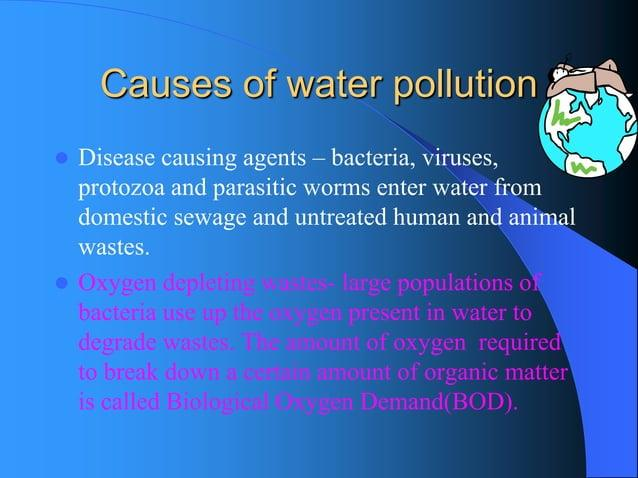 Causes of water pollution
Disease causing agents – bacteria, viruses,
protozoa and parasitic worms enter water from
domestic sewage and untreated human and animal
wastes.
Oxygen depleting wastes- large populations of
bacteria use up the oxygen present in water to
degrade wastes. The amount of oxygen  required
to break down a certain amount of organic matter
is called Biological Oxygen Demand(BOD).